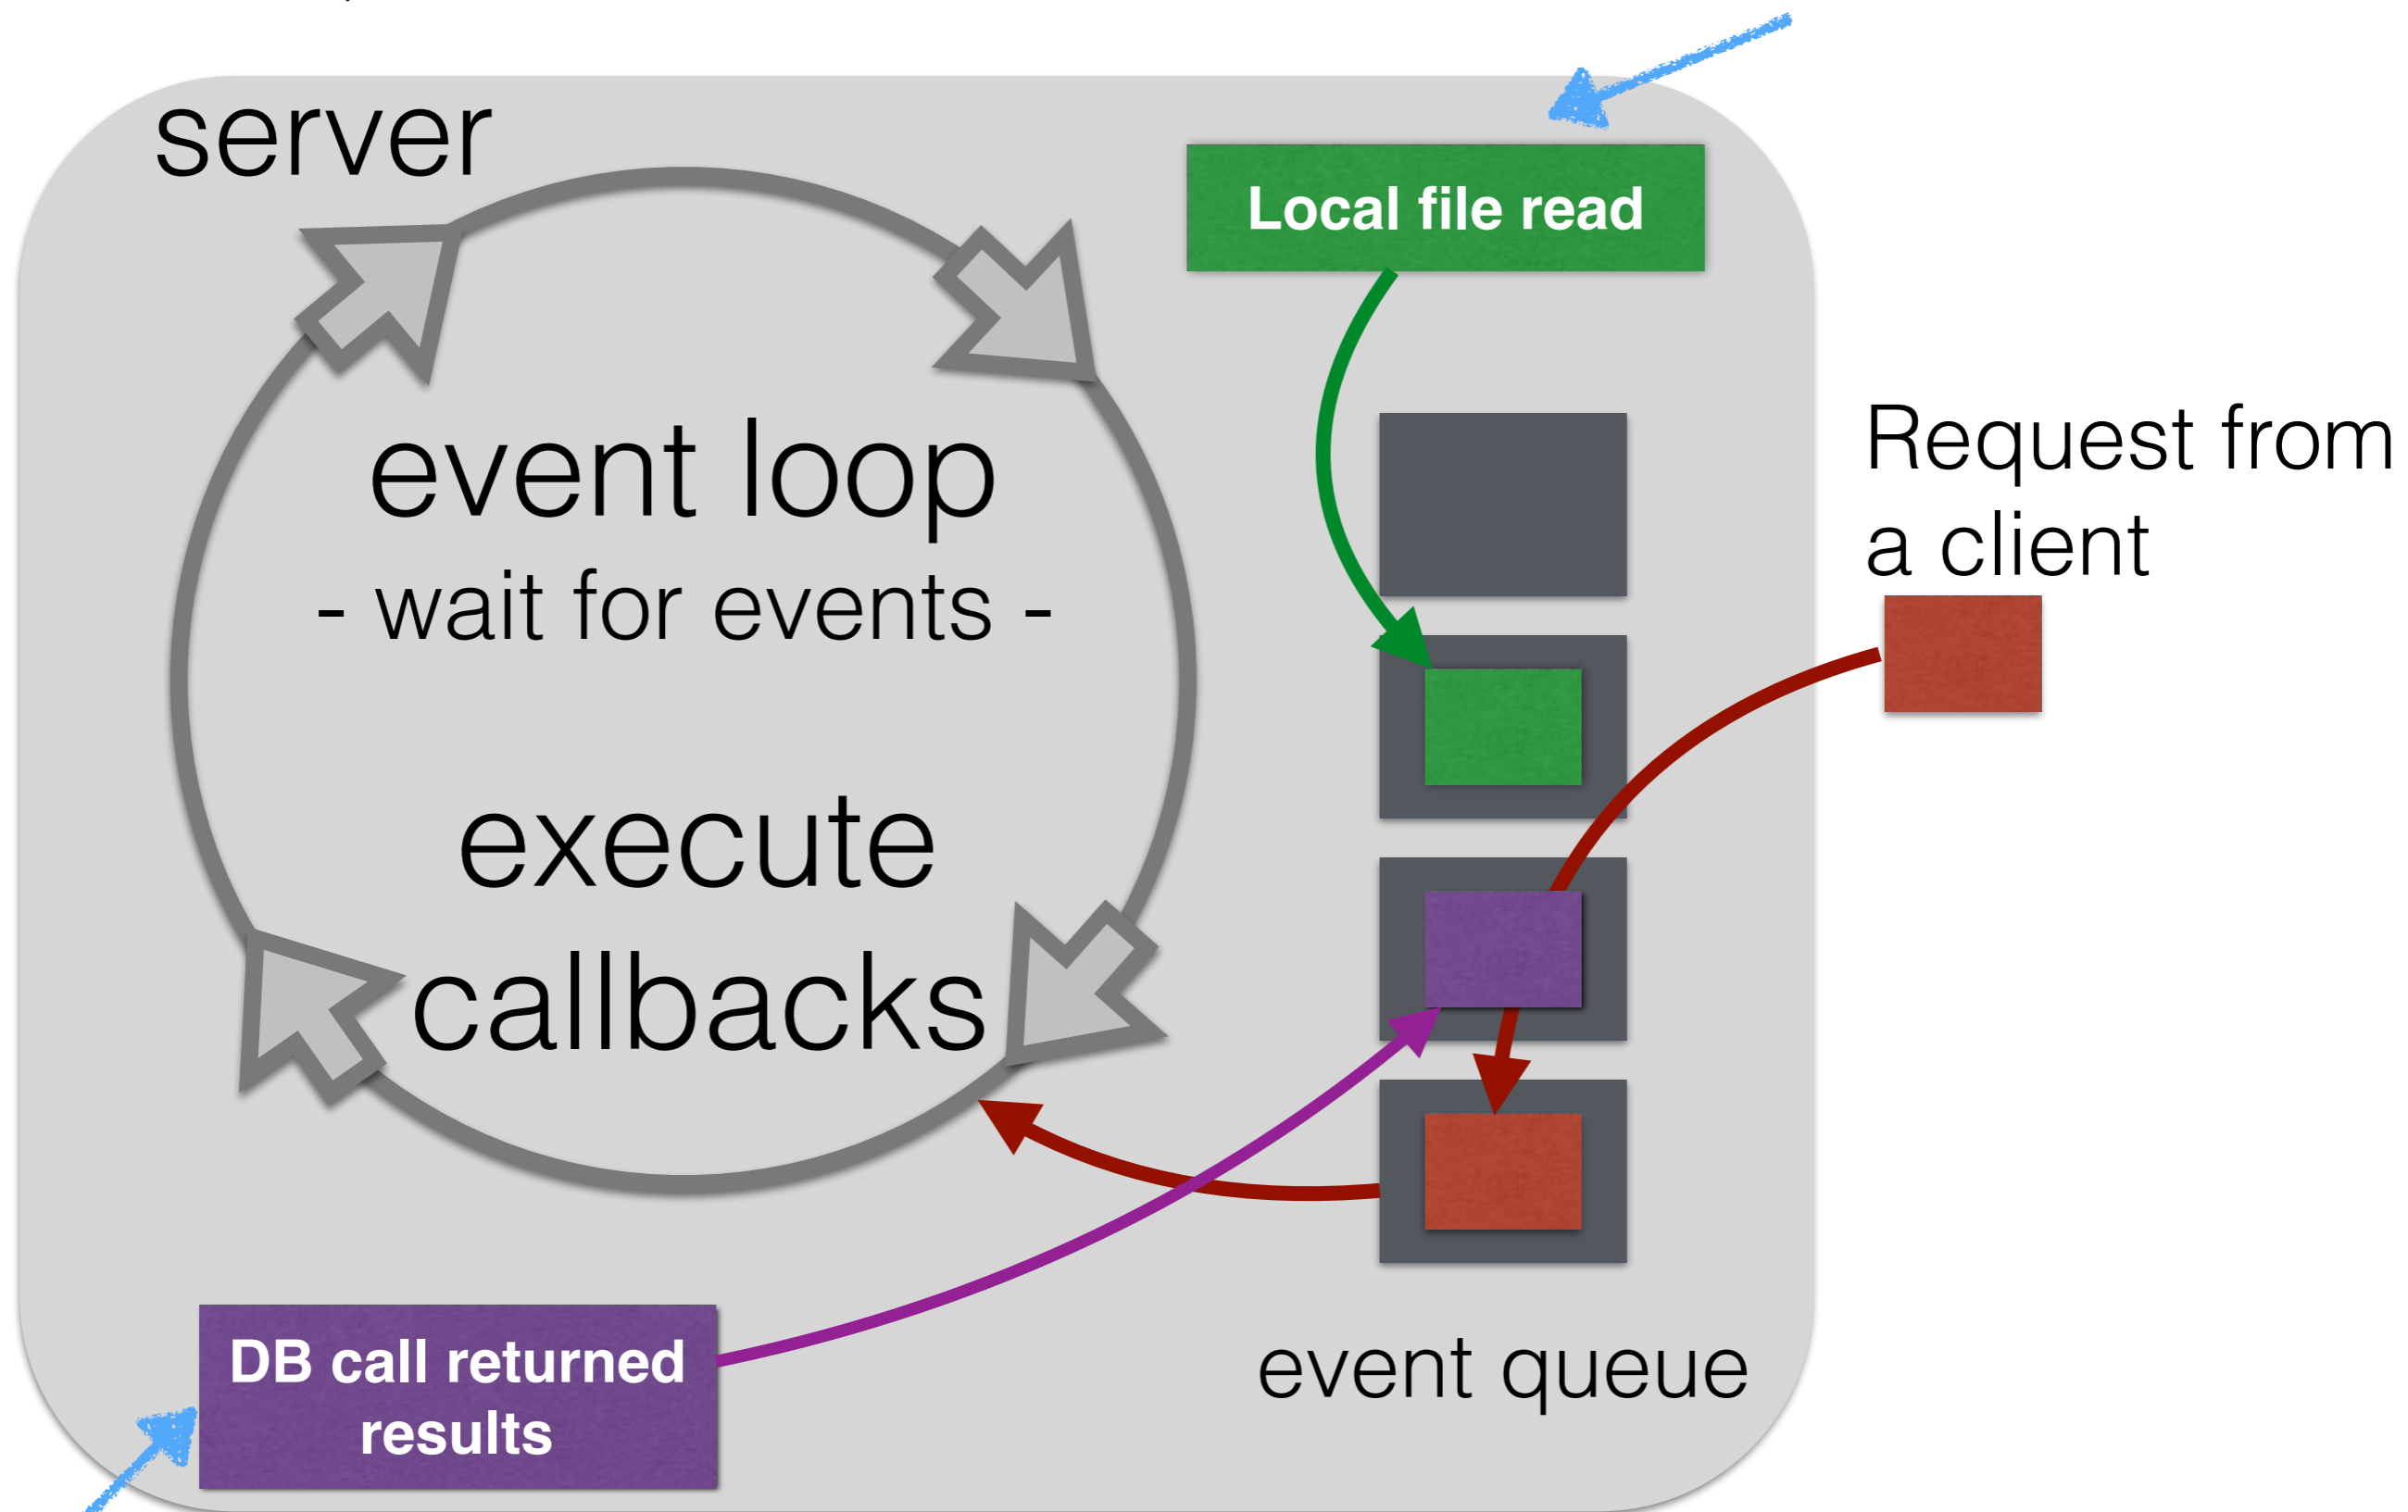 server
Local file read
event loop
- wait for events -
Request from
a client
execute
callbacks
DB call returned
results
event queue